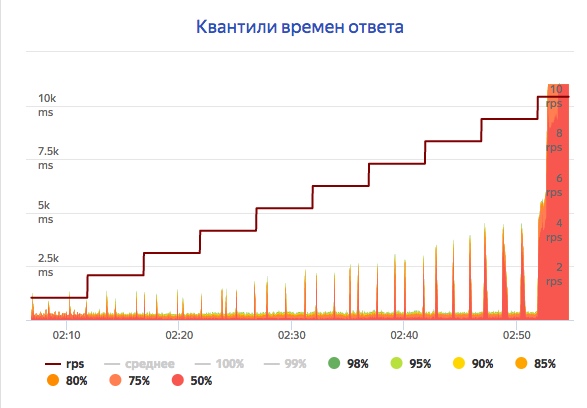 Квантили времен ответа
10k
ms
10
rps
7.5k
ms
8
rps
5k
ms
6
rps
4
rps
2.5k
ms
2
rps
02:10 02:20 02:30 02:40 02:50
rps среднее 100% 99% 98% 95% 90% 85%
80% 75% 50%